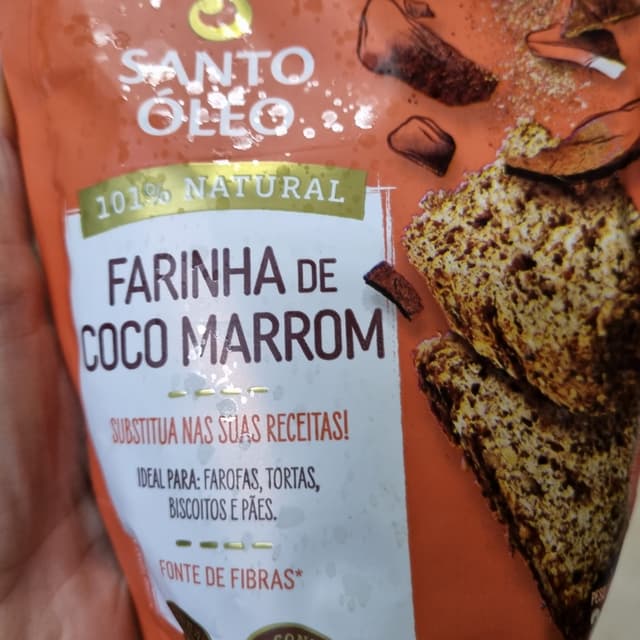 SANTO
ÓLEO
101% NATURAL
FARINHA DE
COCO MARROM
SUBSTITUA NAS SUAS RECEITAS!
IDEAL PARA: FAROFAS, TORTAS,
BISCOITOS E PÃES.
FONTE DE FIBRAS*